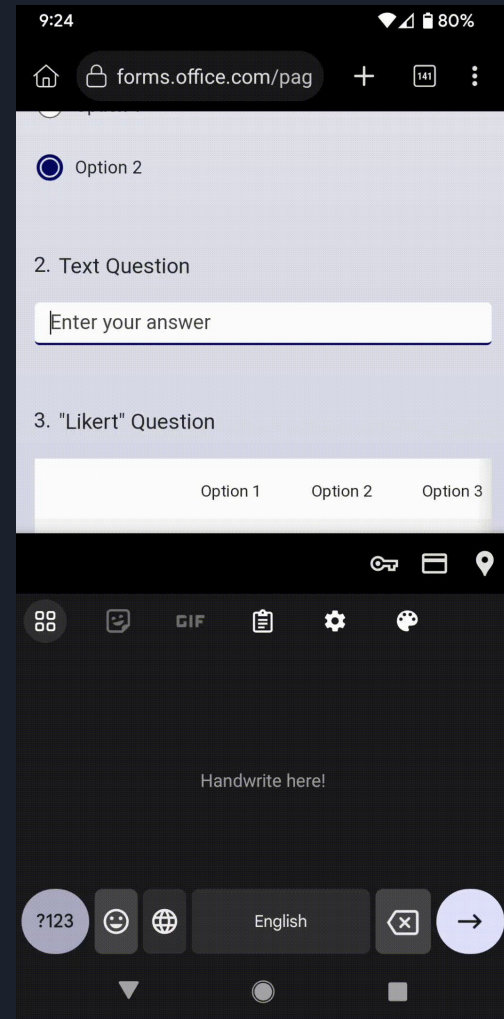 9:24 80%
forms.office.com/pag 141
Option 2
2. Text Question
Enter your answer
3. "Likert" Question
Option 1 Option 2 Option 3
GIF
Handwrite here!
?123 English